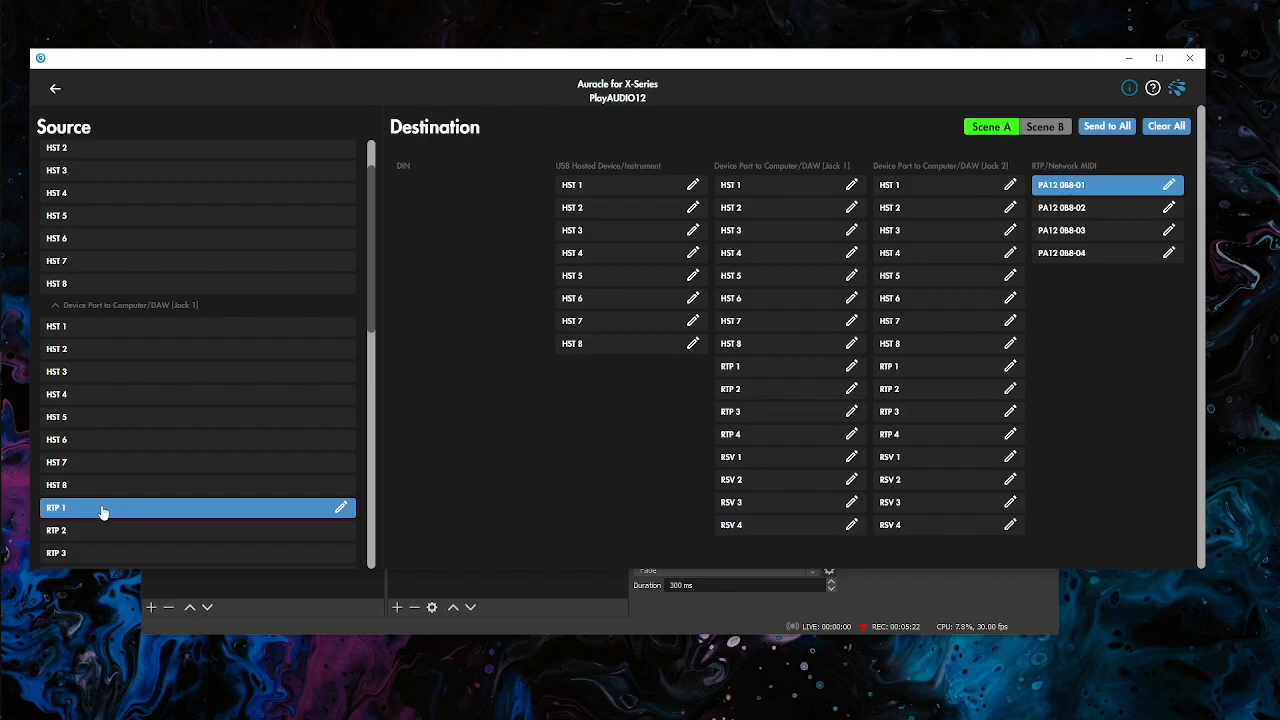 Auracle for X-Series
PlayAUDIO12
Source
HST 2
HST 3
HST 4
HST 5
HST 6
HST 7
HST 8
Device Port to Computer/DAW [Jack 1]
HST 1
HST 2
HST 3
HST 4
HST 5
HST 6
HST 7
HST 8
RTP 1
RTP 2
RTP 3
Destination
Scene A
Scene B
Send to All
Clear All
DIN
USB Hosted Device/Instrument
HST 1
HST 2
HST 3
HST 4
HST 5
HST 6
HST 7
HST 8
Device Port to Computer/DAW [Jack 1]
HST 1
HST 2
HST 3
HST 4
HST 5
HST 6
HST 7
HST 8
RTP 1
RTP 2
RTP 3
RTP 4
RSV 1
RSV 2
RSV 3
RSV 4
Device Port to Computer/DAW [Jack 2]
HST 1
HST 2
HST 3
HST 4
HST 5
HST 6
HST 7
HST 8
RTP 1
RTP 2
RTP 3
RTP 4
RSV 1
RSV 2
RSV 3
RSV 4
RTP/Network MIDI
PA12 0B8-01
PA12 0B8-02
PA12 0B8-03
PA12 0B8-04
Fade
Duration 300 ms
LIVE: 00:00:00 REC: 00:05:22 CPU: 7.8%, 30.00 fps